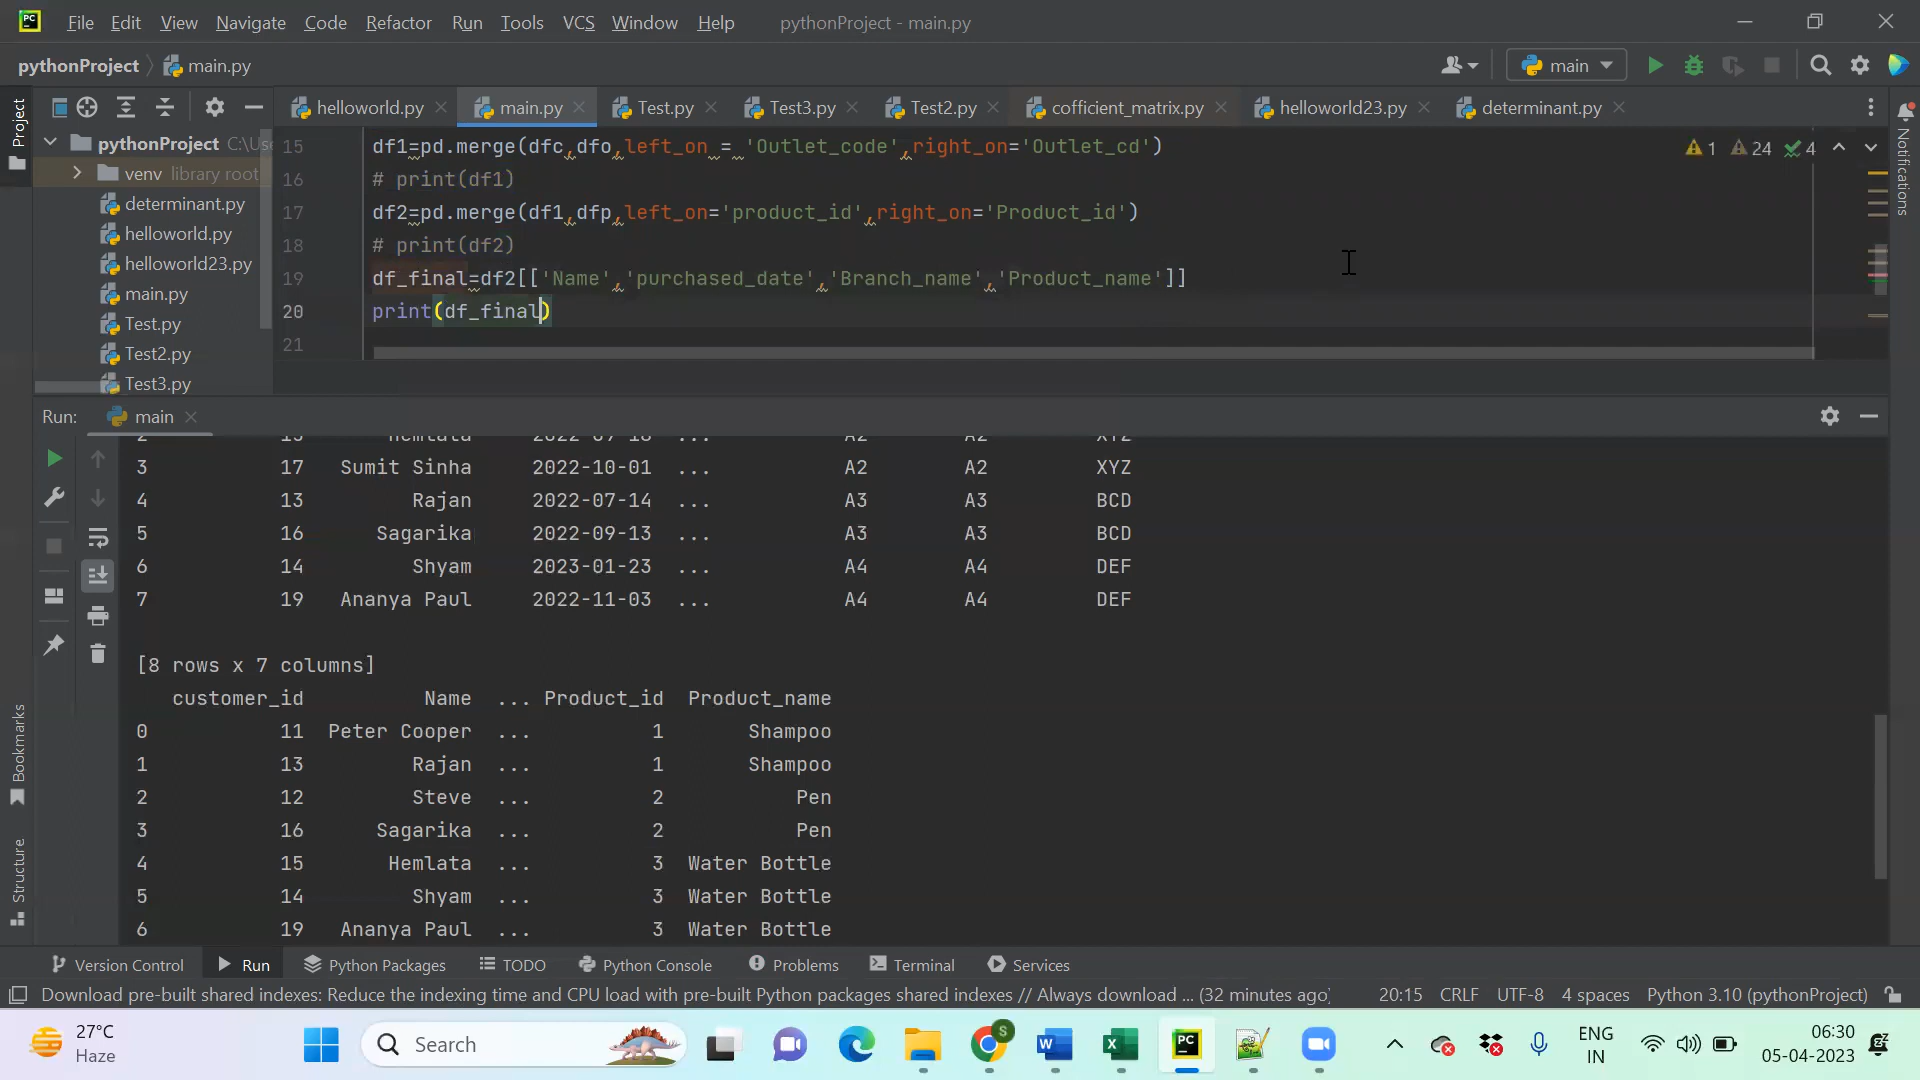 PC File Edit View Navigate Code Refactor Run Tools VCS Window Help pythonProject - main.py
pythonProject main.py main
Project
helloworld.py main.py Test.py Test3.py Test2.py cofficient_matrix.py helloworld23.py determinant.py
Notifications
pythonProject C:\Use
venv library root
determinant.py
helloworld.py
helloworld23.py
main.py
Test.py
Test2.py
Test3.py
15 df1=pd.merge(dfc,dfo,left_on = 'Outlet_code',right_on='Outlet_cd')
16 # print(df1)
17 df2=pd.merge(df1,dfp,left_on='product_id',right_on='Product_id')
18 # print(df2)
19 df_final=df2[['Name','purchased_date','Branch_name','Product_name']]
20 print(df_final)
21
1 24 4
Run: main
2 15 Hemlata 2022-07-18 ... A2 A2 XYZ
3 17 Sumit Sinha 2022-10-01 ... A2 A2 XYZ
4 13 Rajan 2022-07-14 ... A3 A3 BCD
5 16 Sagarika 2022-09-13 ... A3 A3 BCD
6 14 Shyam 2023-01-23 ... A4 A4 DEF
7 19 Ananya Paul 2022-11-03 ... A4 A4 DEF
[8 rows x 7 columns]
customer_id Name ... Product_id Product_name
0 11 Peter Cooper ... 1 Shampoo
1 13 Rajan ... 1 Shampoo
2 12 Steve ... 2 Pen
3 16 Sagarika ... 2 Pen
4 15 Hemlata ... 3 Water Bottle
5 14 Shyam ... 3 Water Bottle
6 19 Ananya Paul ... 3 Water Bottle
Bookmarks
Structure
Version Control Run Python Packages TODO Python Console Problems Terminal Services
Download pre-built shared indexes: Reduce the indexing time and CPU load with pre-built Python packages shared indexes // Always download ... (32 minutes ago) 20:15 CRLF UTF-8 4 spaces Python 3.10 (pythonProject)
27°C
Haze
Search
S
W
X
PC
ENG
IN
06:30
05-04-2023